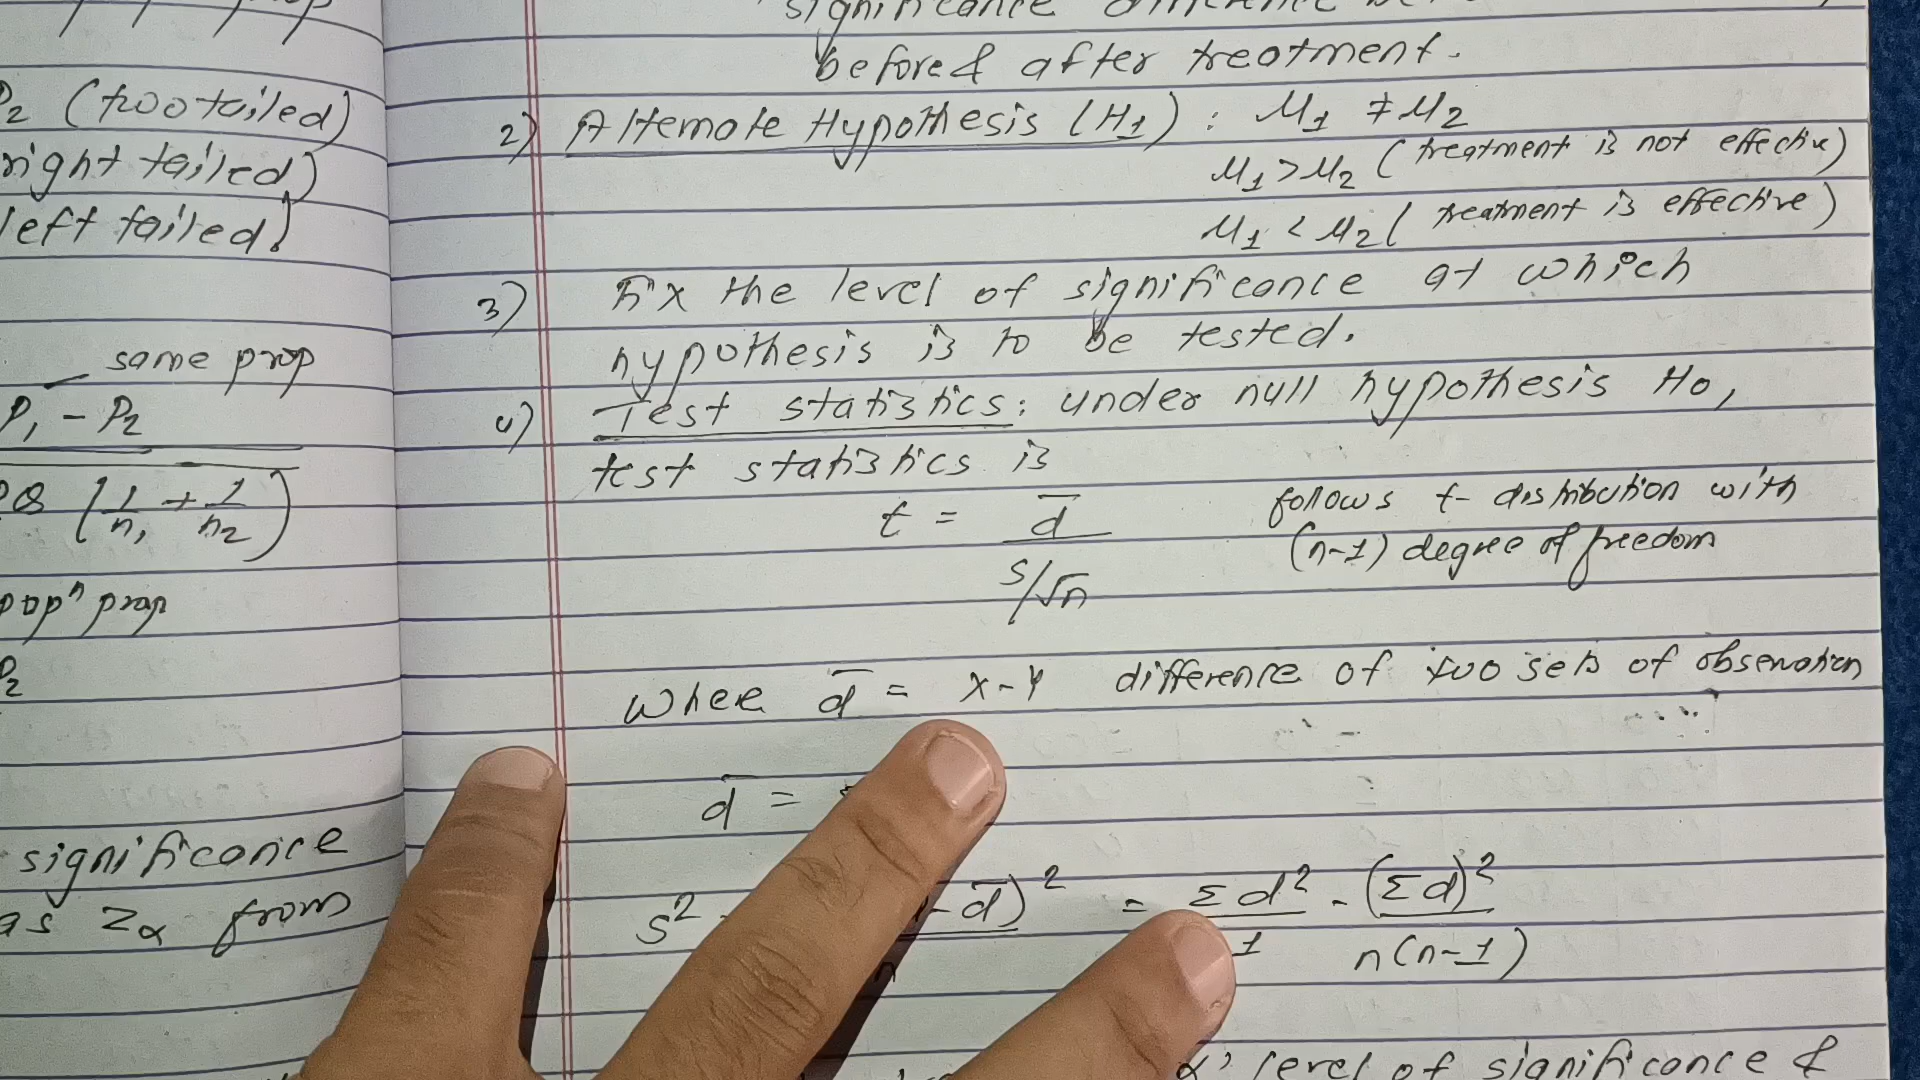 P2 (two tailed)
right tailed)
left tailed)
same prop
P1 - P2
(1/n1 + 1/n2)
popn prop
P2
significance
as Zα from
before & after treatment.
2) Alternate Hypothesis (H1) : µ1 ≠ µ2
µ1 > µ2 (treatment is not effective)
µ1 < µ2 (treatment is effective)
3) Fix the level of significance at which
hypothesis is to be tested.
4) Test statistics : under null hypothesis Ho,
test statistics is
t = d̅ / s/√n follows t- distribution with
(n-1) degree of freedom
where d̅ = x-y difference of two sets of observation
d̅ =
s² - d̅)² = Σd² - (Σd)²
n 1 n(n-1)
level of significance &